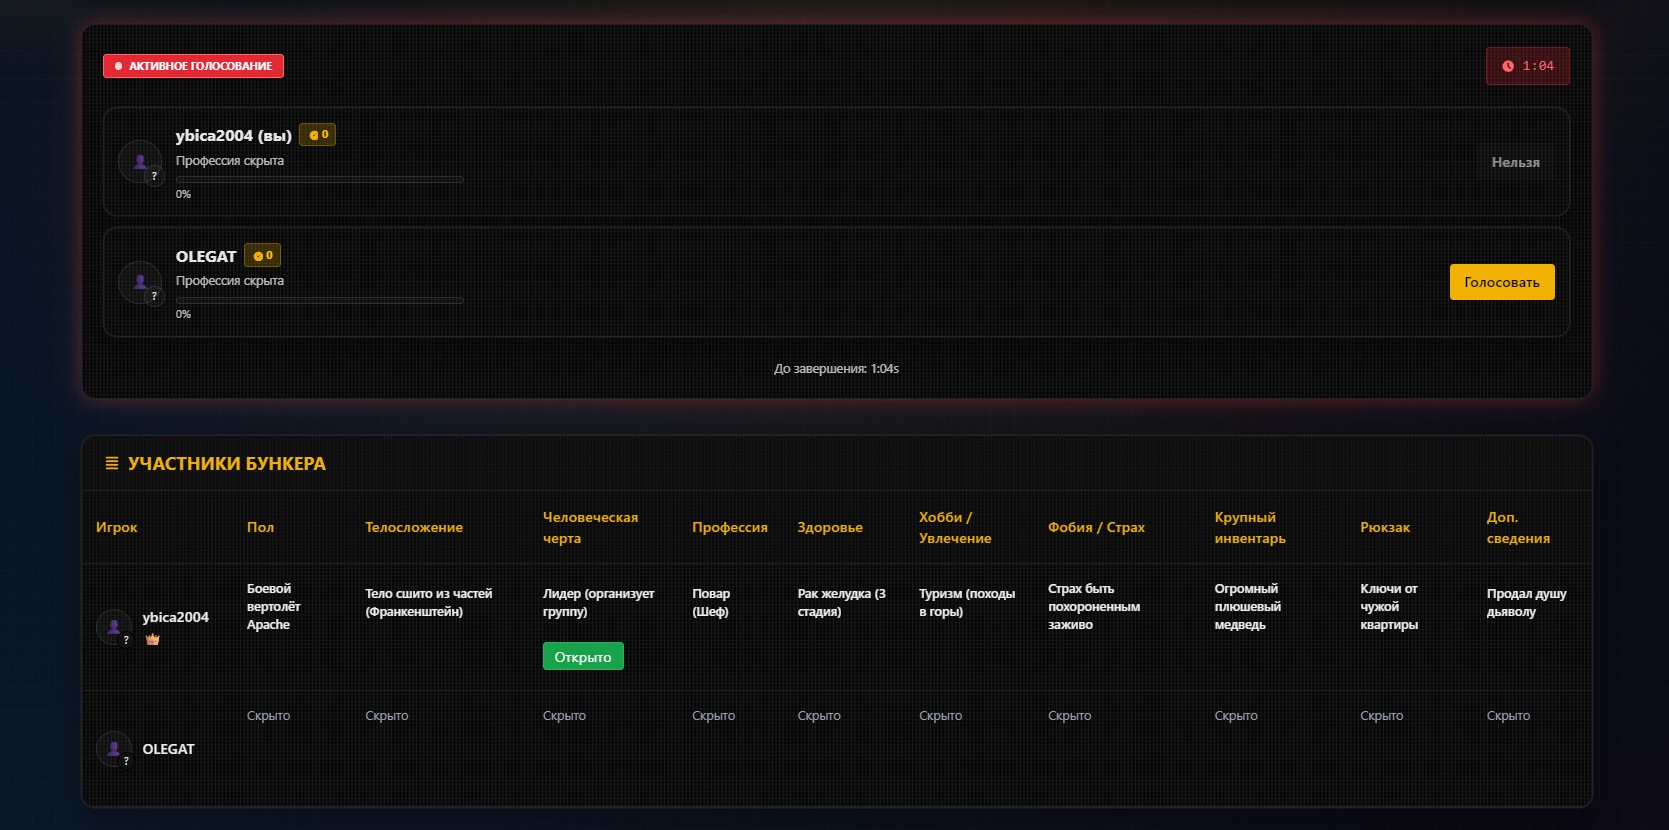 АКТИВНОЕ ГОЛОСОВАНИЕ
1:04
ybica2004 (вы) 0
Профессия скрыта
?
0%
Нельзя
OLEGAT 0
Профессия скрыта
?
0%
Голосовать
До завершения: 1:04s
УЧАСТНИКИ БУНКЕРА
Игрок
Пол
Телосложение
Человеческая
черта
Профессия
Здоровье
Хобби /
Увлечение
Фобия / Страх
Крупный
инвентарь
Рюкзак
Доп.
сведения
ybica2004
?
Боевой
вертолёт
Apache
Тело сшито из частей
(Франкенштейн)
Лидер (организует
группу)
Открыто
Повар
(Шеф)
Рак желудка (3
стадия)
Туризм (походы
в горы)
Страх быть
похороненным
заживо
Огромный
плюшевый
медведь
Ключи от
чужой
квартиры
Продал душу
дьяволу
OLEGAT
?
Скрыто
Скрыто
Скрыто
Скрыто
Скрыто
Скрыто
Скрыто
Скрыто
Скрыто
Скрыто